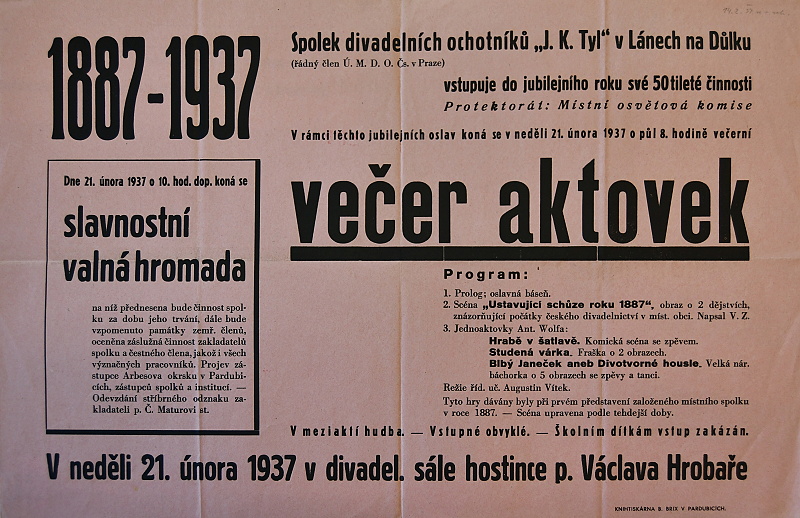 1887-1937
Spolek divadelních ochotníků „J. K. Tyl" v Lánech na Důlku
(řádný člen Ú. M. D. O. Čs. v Praze)
vstupuje do jubilejního roku své 50tileté činnosti
Protektorát: Místní osvětová komise
V rámci těchto jubilejních oslav koná se v neděli 21. února 1937 o půl 8. hodině večerní
večer aktovek
Dne 21. února 1937 o 10. hod. dop. koná se
slavnostní
valná hromada
na níž přednesena bude činnost spol-
ku za dobu jeho trvání, dále bude
vzpomenuto památky zemř. členů,
oceněna záslužná činnost zakladatelů
spolku a čestného člena, jakož i všech
význačných pracovníků. Projev zá-
stupce Arbesova okrsku v Pardubi-
cích, zástupců spolků a institucí. —
Odevzdání stříbrného odznaku za-
kladateli p. Č. Maturovi st.
Program:
1. Prolog; oslavná báseň.
2. Scéna „Ustavující schůze roku 1887", obraz o 2 dějstvích,
znázorňující počátky českého divadelnictví v míst. obci. Napsal V. Z.
3. Jednoaktovky Ant. Wolfa:
Hrabě v šatlavě. Komická scéna se zpěvem.
Studená várka. Fraška o 2 obrazech.
Blbý Janeček aneb Divotvorné housle. Velká nár.
báchorka o 5 obrazech se zpěvy a tanci.
Režie říd. uč. Augustin Vítek.
Tyto hry dávány byly při prvém představení založeného místního spolku
v roce 1887. — Scéna upravena podle tehdejší doby.
V meziaktí hudba. — Vstupné obvyklé. — Školním dítkám vstup zakázán.
V neděli 21. února 1937 v divadel. sále hostince p. Václava Hrobaře
KNIHTISKÁRNA B. BRIX V PARDUBICÍCH.